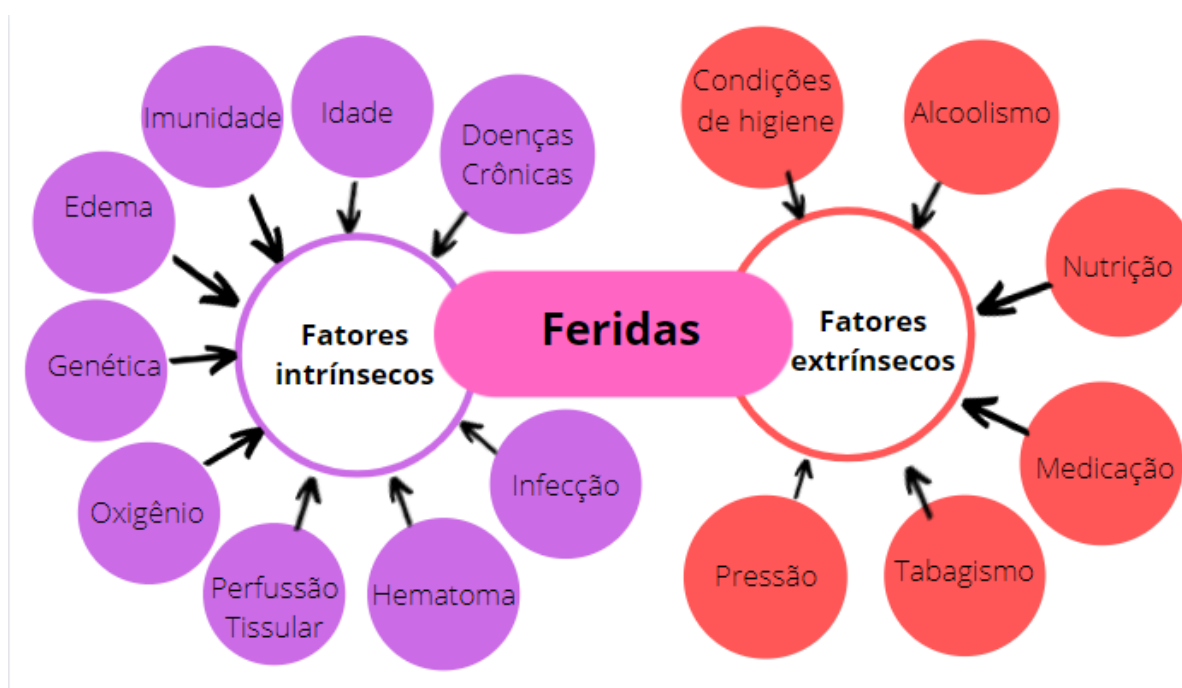 Imunidade
Idade
Doenças
Crônicas
Edema
Genética
Oxigênio
Perfussão
Tissular
Hematoma
Infecção
Fatores
intrínsecos
Feridas
Fatores
extrínsecos
Condições
de higiene
Alcoolismo
Nutrição
Medicação
Tabagismo
Pressão